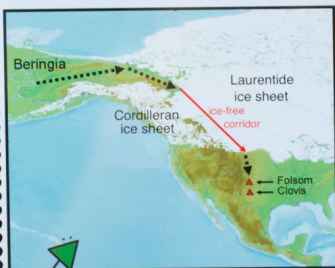 Beringia
Laurentide
ice sheet
Cordilleran
ice sheet
ice-free
corridor
Folsom
Clovis